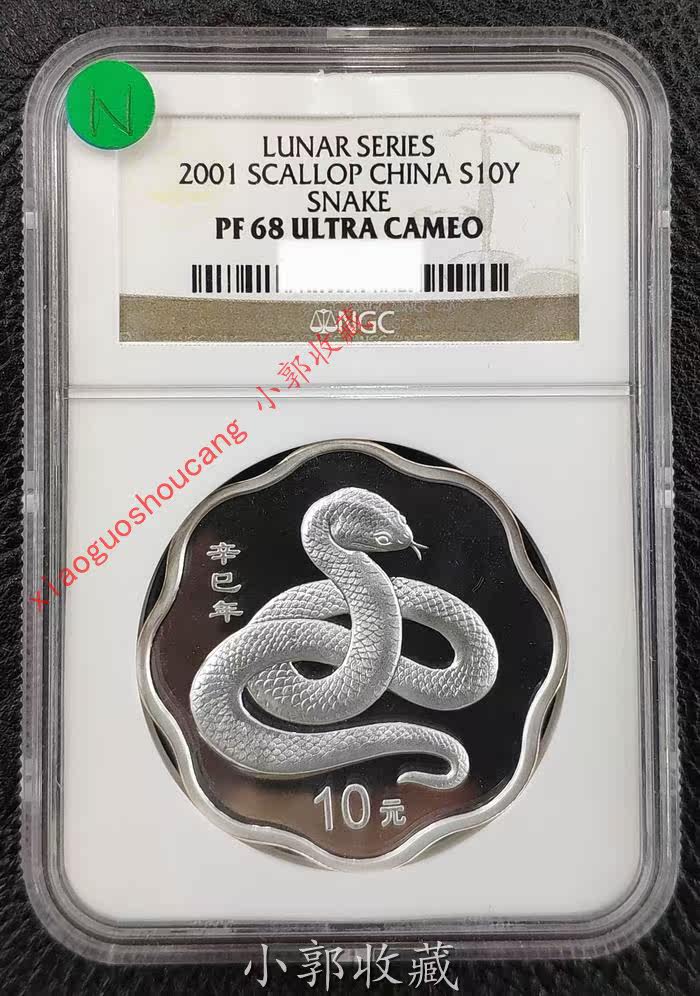 N
LUNAR SERIES
2001 SCALLOP CHINA S10Y
SNAKE
PF 68 ULTRA CAMEO
NGC
xiaoguoshoucang 小郭收藏
辛巳年
10元
小郭收藏